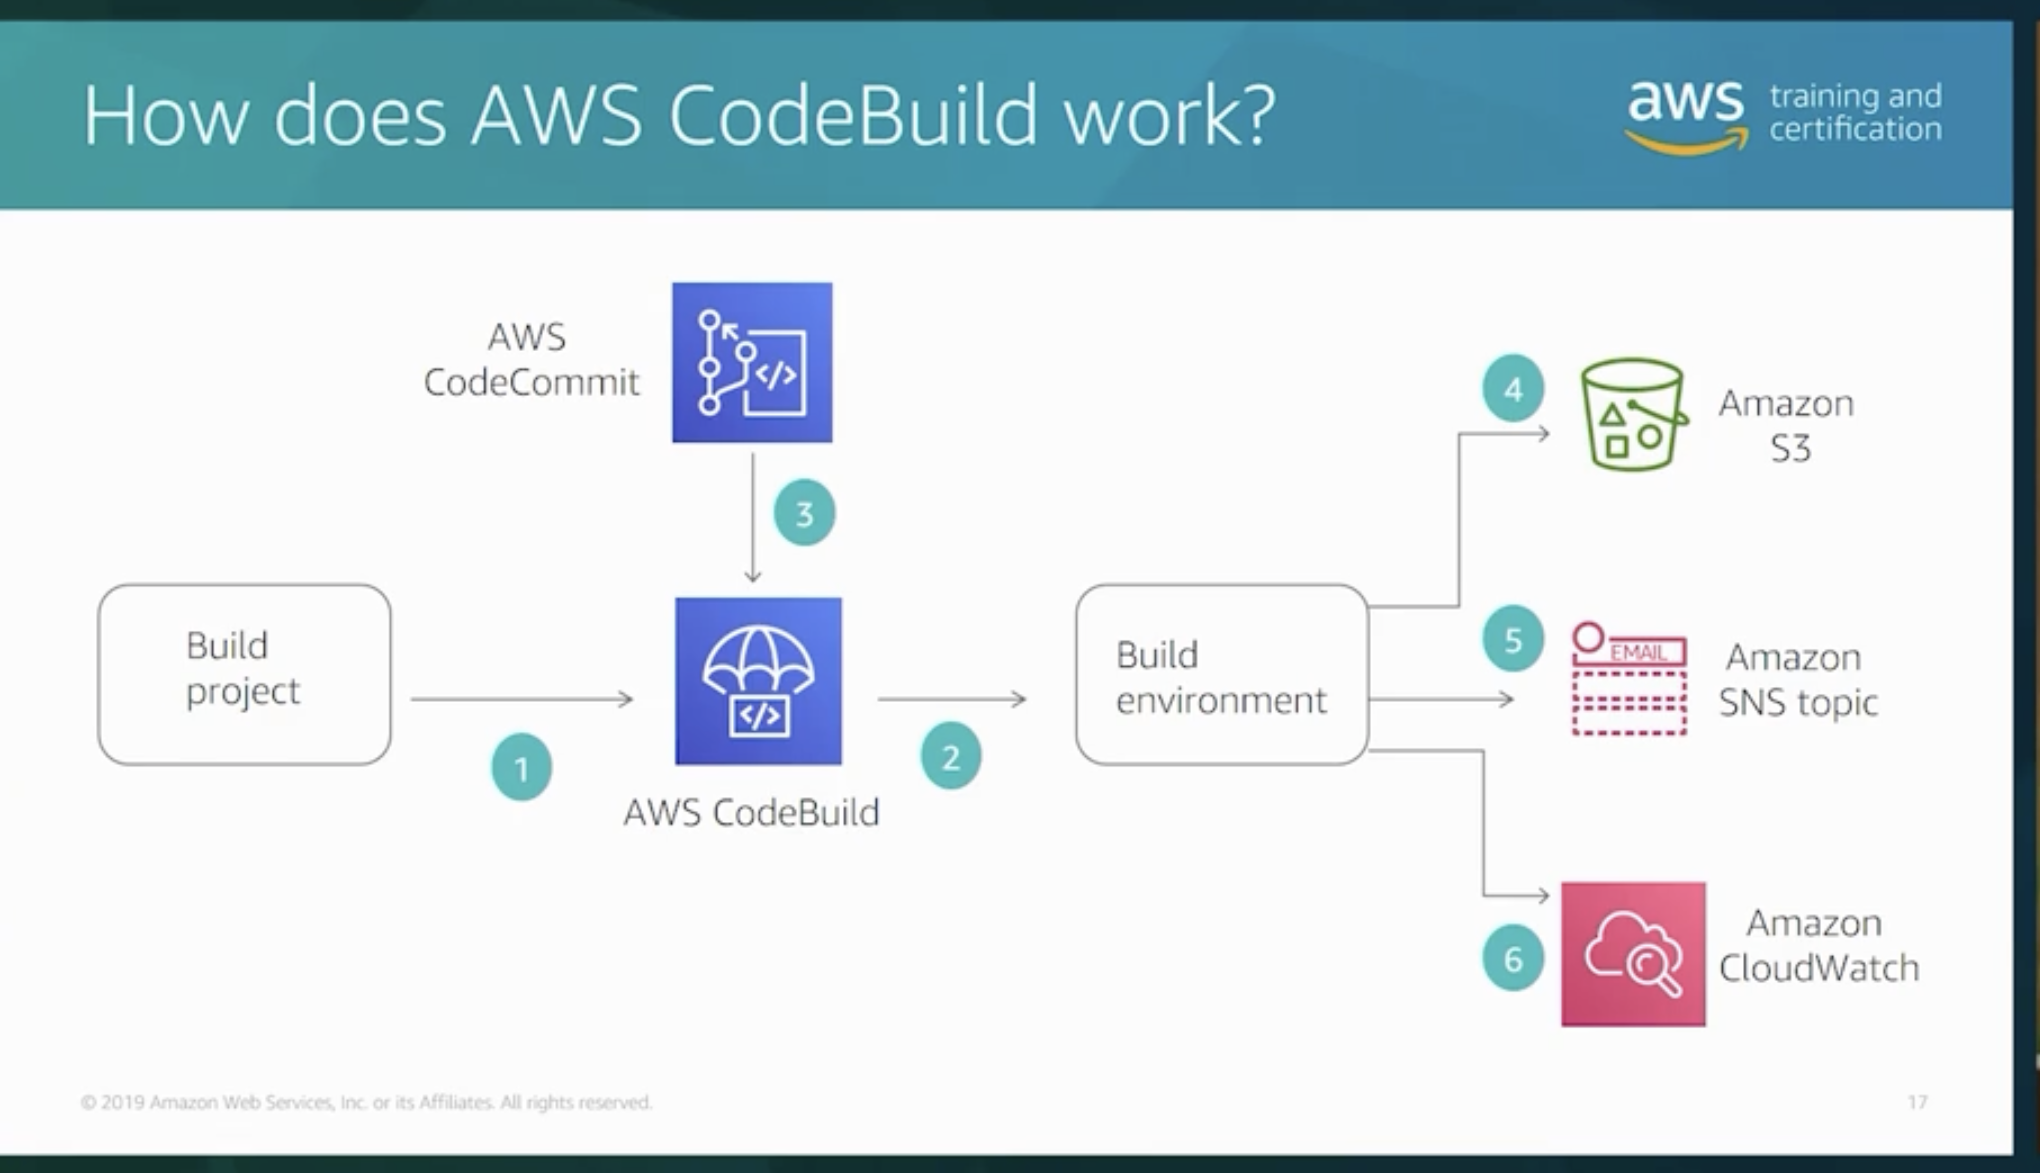 How does AWS CodeBuild work?
aws
training and
certification
AWS
CodeCommit
3
Build
project
1
AWS CodeBuild
2
Build
environment
4
Amazon
S3
5
EMAIL
Amazon
SNS topic
6
Amazon
CloudWatch
© 2019 Amazon Web Services, Inc. or its Affiliates. All rights reserved.
17